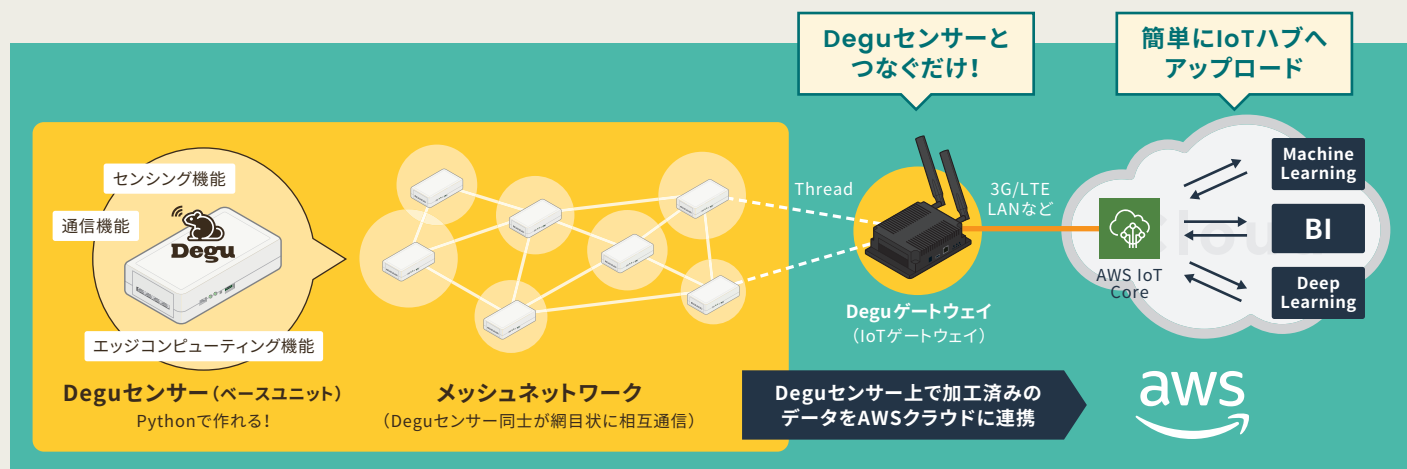 Deguセンサーと
つなぐだけ！
簡単にIoTハブへ
アップロード
センシング機能
通信機能
Degu
エッジコンピューティング機能
Deguセンサー（ベースユニット）
Pythonで作れる！
メッシュネットワーク
（Deguセンサー同士が網目状に相互通信）
Thread
3G/LTE
LANなど
Deguゲートウェイ
（IoTゲートウェイ）
Cloud
AWS IoT
Core
Machine
Learning
BI
Deep
Learning
Deguセンサー上で加工済みの
データをAWSクラウドに連携
aws